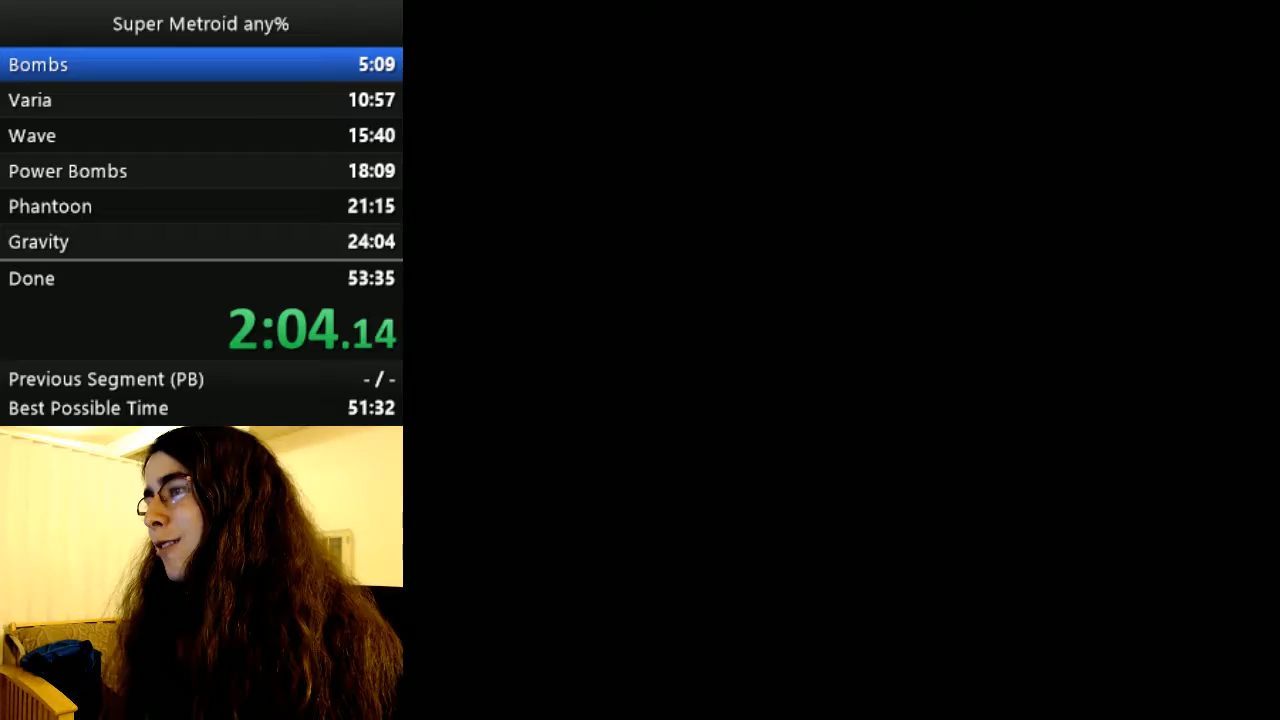 Super Metroid any%
Bombs 5:09
Varia 10:57
Wave 15:40
Power Bombs 18:09
Phantoon 21:15
Gravity 24:04
Done 53:35
2:04.14
Previous Segment (PB) - / -
Best Possible Time 51:32